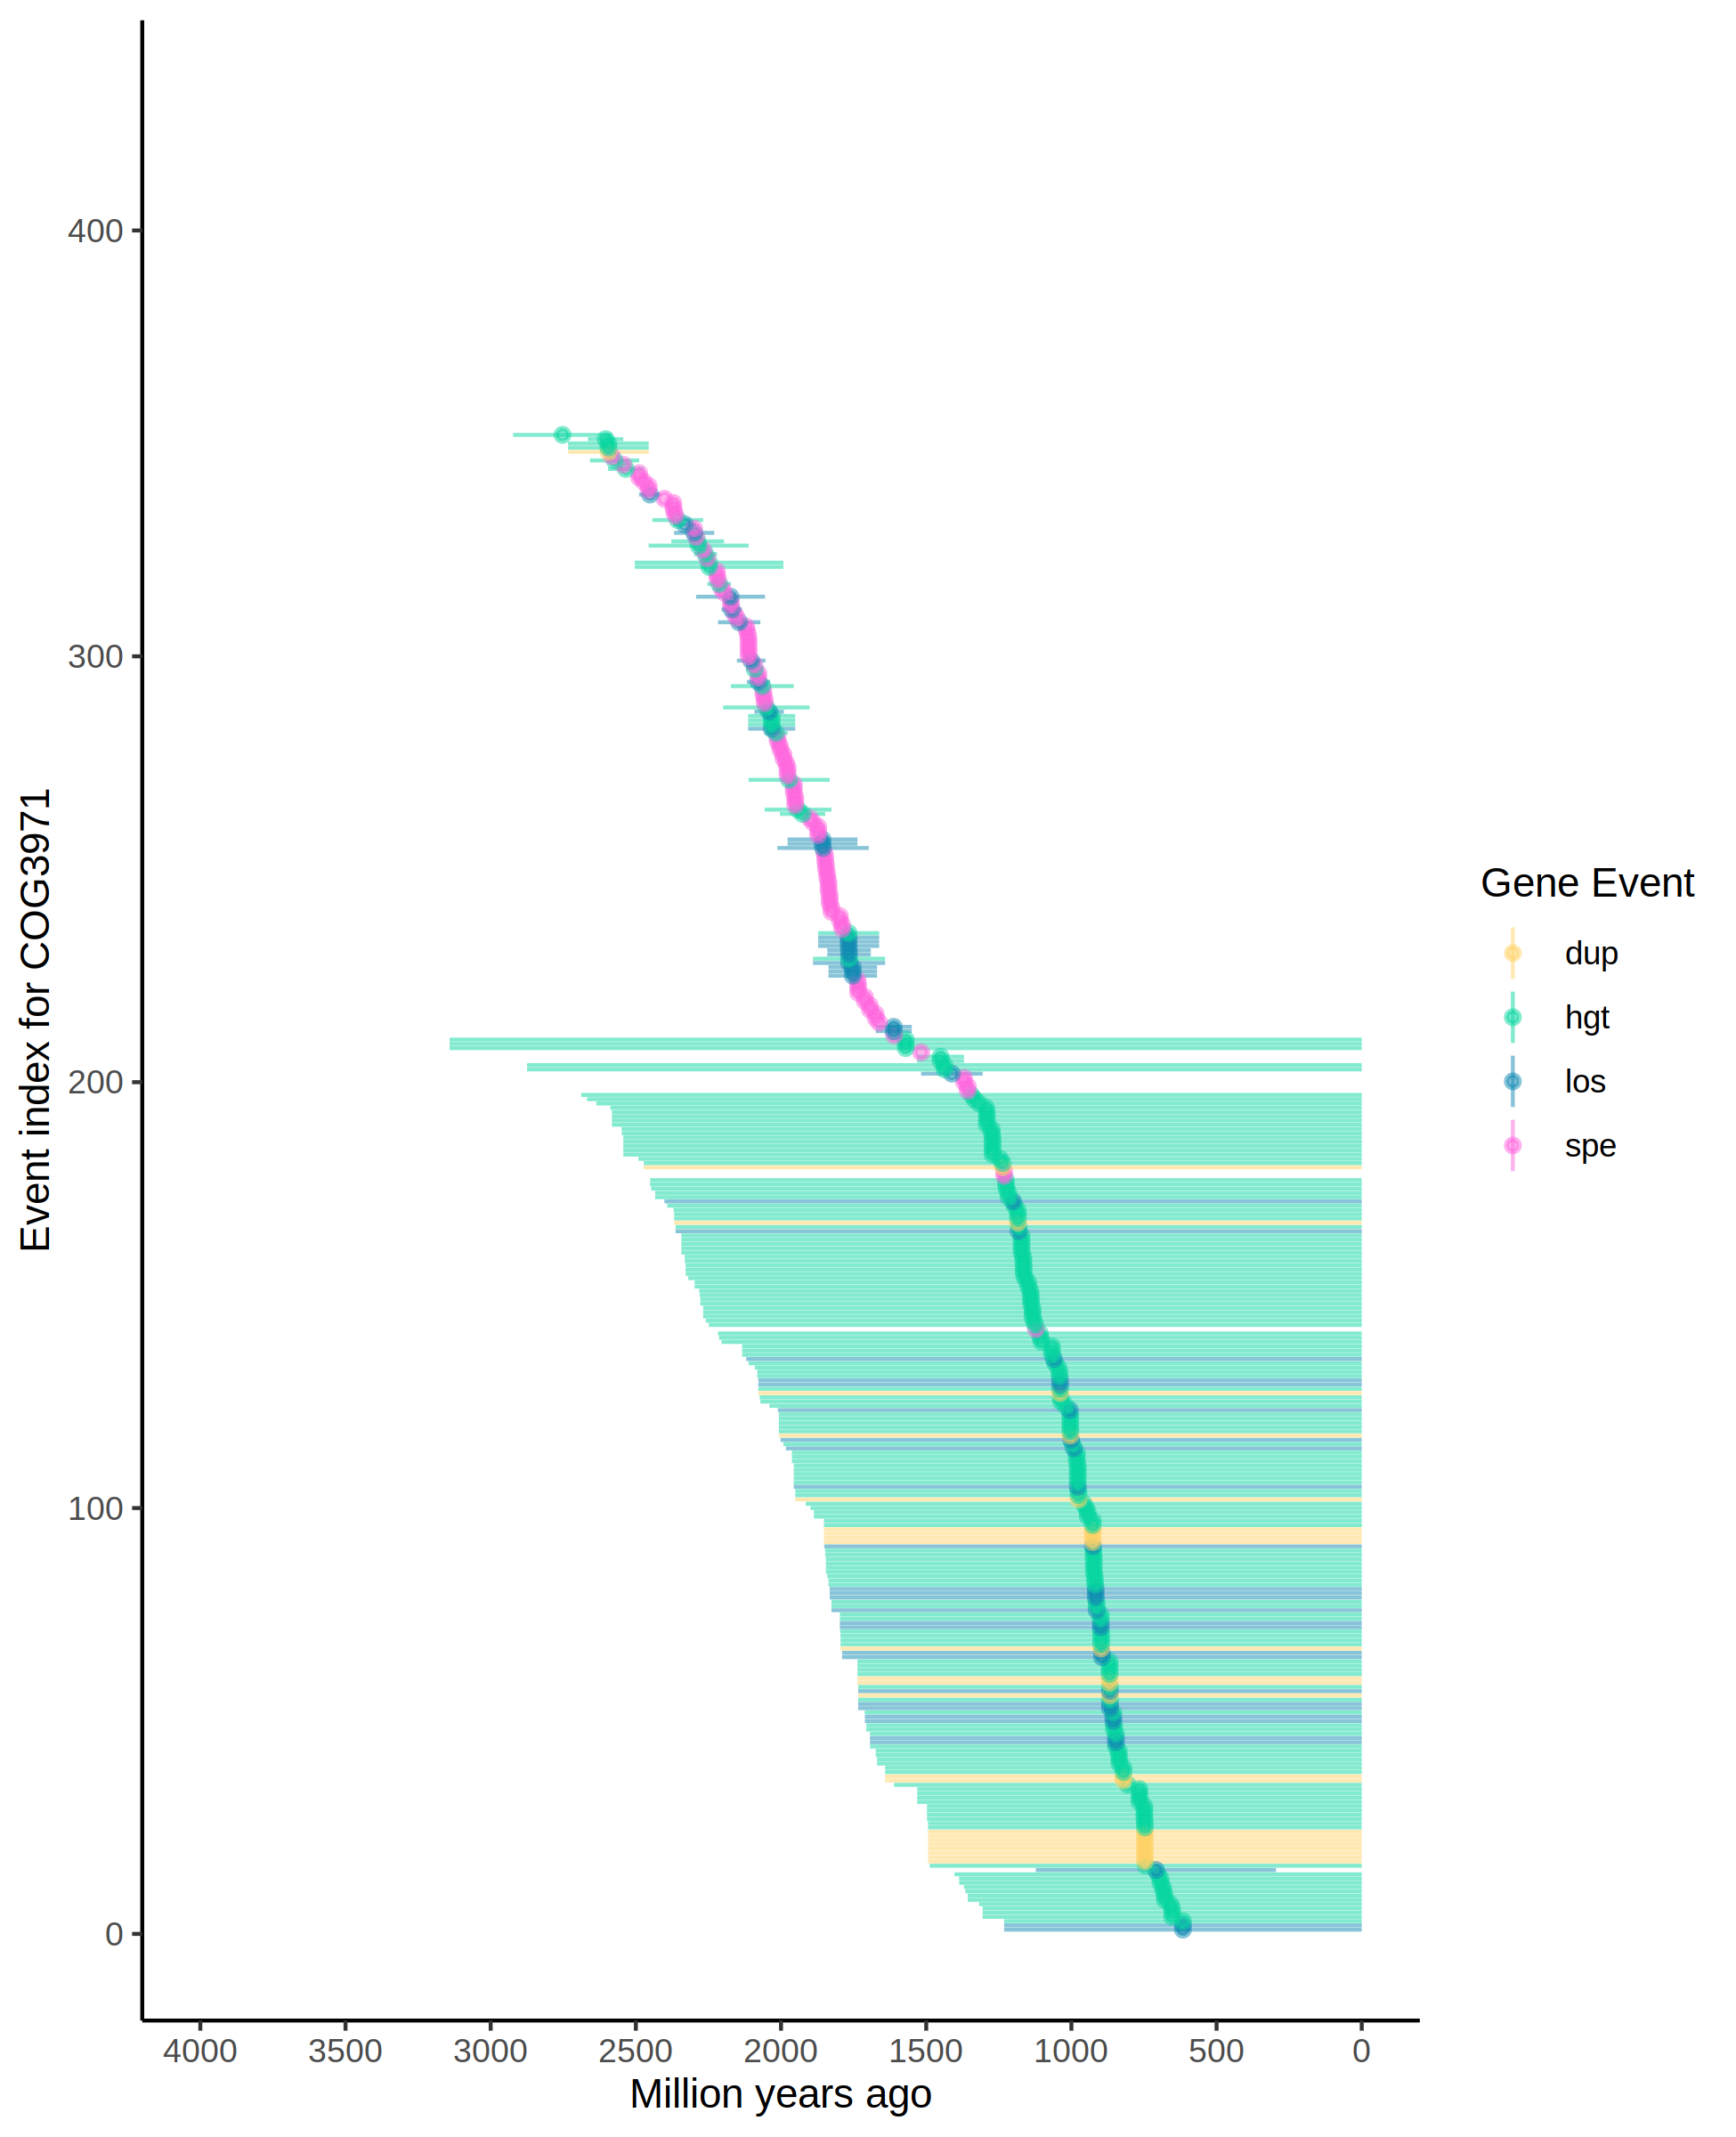 Event index for COG3971
400
300
200
100
0
4000 3500 3000 2500 2000 1500 1000 500 0
Million years ago
Gene Event
dup
hgt
los
spe